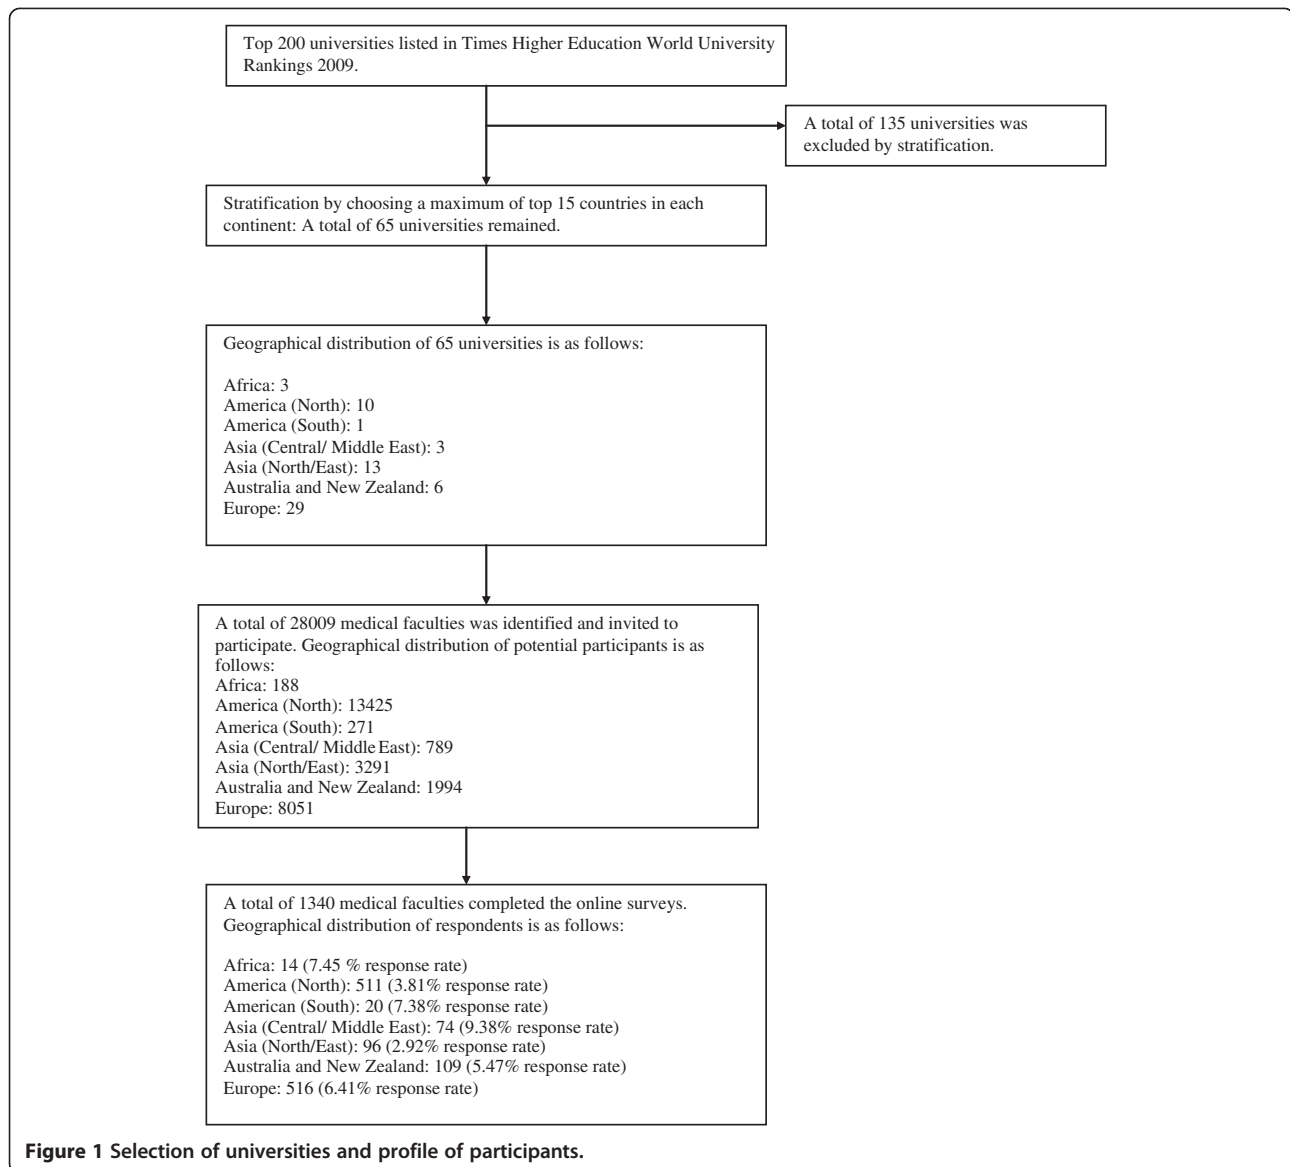 Top 200 universities listed in Times Higher Education World University
Rankings 2009.
A total of 135 universities was
excluded by stratification.
Stratification by choosing a maximum of top 15 countries in each
continent: A total of 65 universities remained.
Geographical distribution of 65 universities is as follows:
Africa: 3
America (North): 10
America (South): 1
Asia (Central/ Middle East): 3
Asia (North/East): 13
Australia and New Zealand: 6
Europe: 29
A total of 28009 medical faculties was identified and invited to
participate. Geographical distribution of potential participants is as
follows:
Africa: 188
America (North): 13425
America (South): 271
Asia (Central/ Middle East): 789
Asia (North/East): 3291
Australia and New Zealand: 1994
Europe: 8051
A total of 1340 medical faculties completed the online surveys.
Geographical distribution of respondents is as follows:
Africa: 14 (7.45 % response rate)
America (North): 511 (3.81% response rate)
American (South): 20 (7.38% response rate)
Asia (Central/ Middle East): 74 (9.38% response rate)
Asia (North/East): 96 (2.92% response rate)
Australia and New Zealand: 109 (5.47% response rate)
Europe: 516 (6.41% response rate)
Figure 1 Selection of universities and profile of participants.